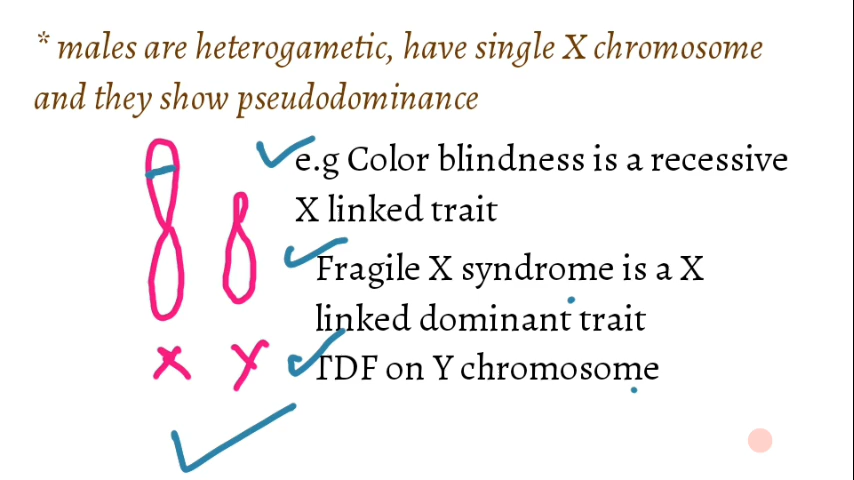 * males are heterogametic, have single X chromosome
and they show pseudodominance
e.g Color blindness is a recessive
X linked trait
Fragile X syndrome is a X
linked dominant trait
TDF on Y chromosome
X Y